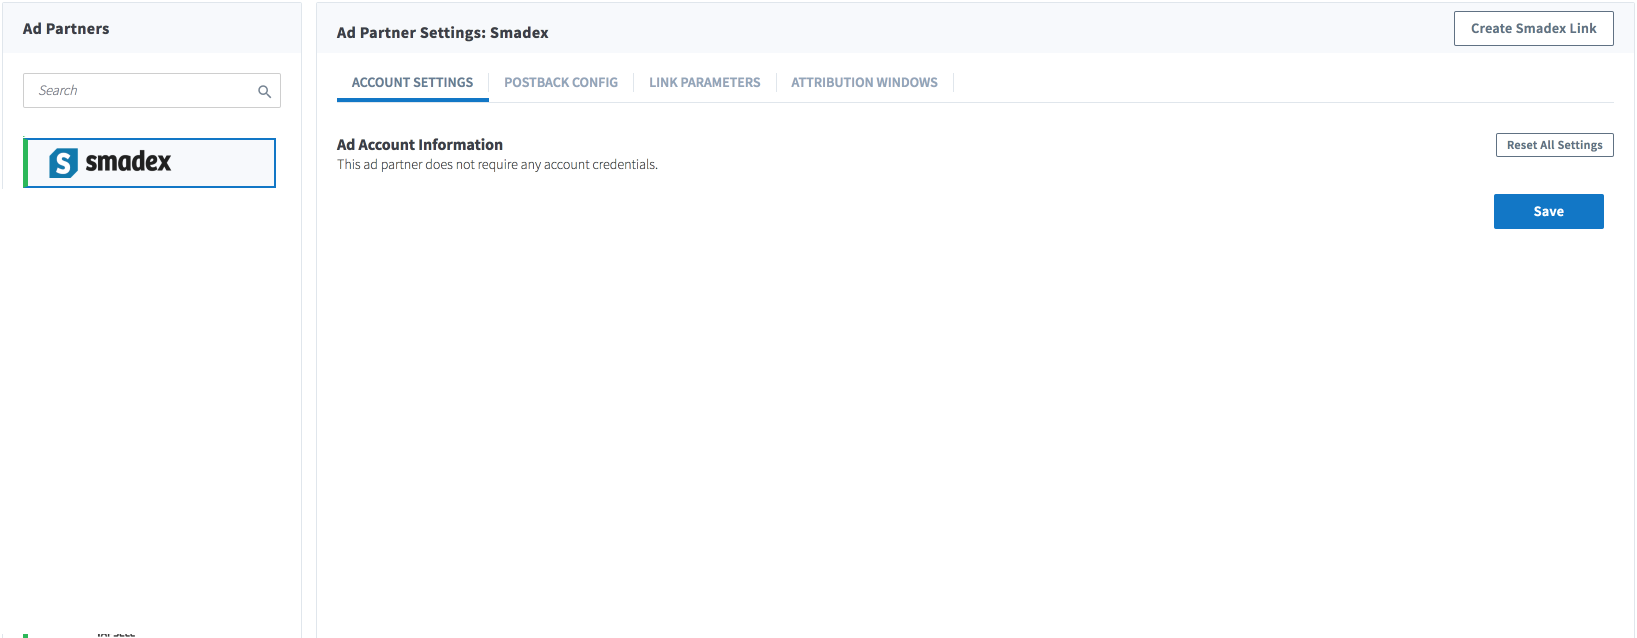 Ad Partners
Search
smadex
Ad Partner Settings: Smadex
Create Smadex Link
ACCOUNT SETTINGS
POSTBACK CONFIG
LINK PARAMETERS
ATTRIBUTION WINDOWS
Ad Account Information
This ad partner does not require any account credentials.
Reset All Settings
Save